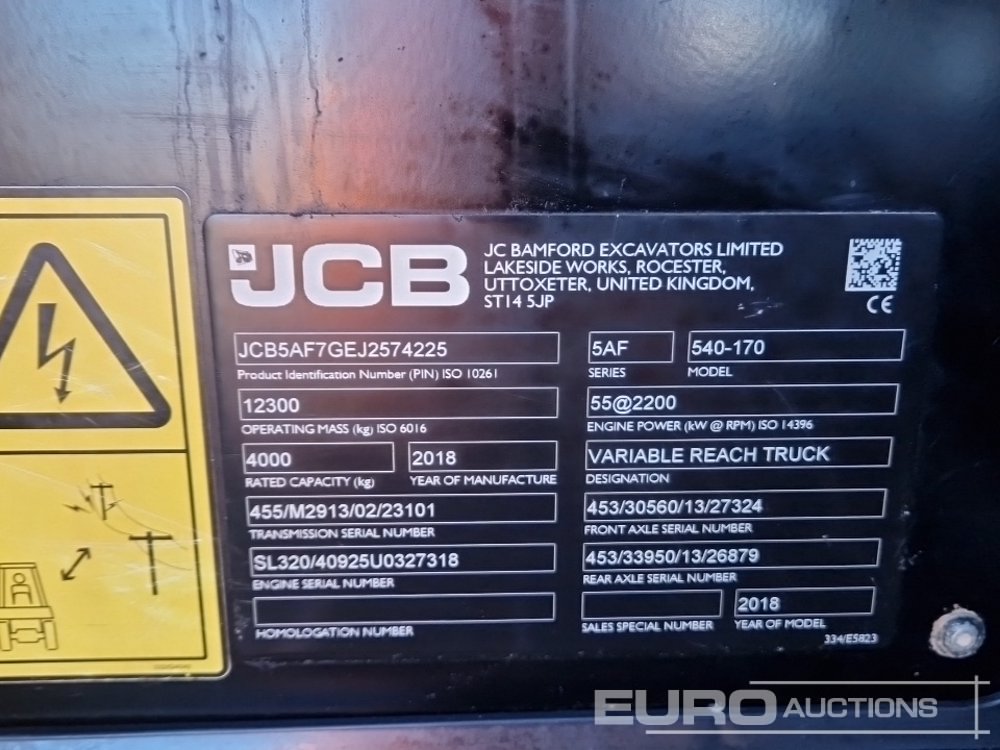 JCB
JC BAMFORD EXCAVATORS LIMITED
LAKESIDE WORKS, ROCESTER,
UTTOXETER, UNITED KINGDOM,
ST14 5JP
CE
JCB5AF7GEJ2574225
Product Identification Number (PIN) ISO 10261
5AF
SERIES
540-170
MODEL
12300
OPERATING MASS (kg) ISO 6016
55@2200
ENGINE POWER (kW @ RPM) ISO 14396
4000
RATED CAPACITY (kg)
2018
YEAR OF MANUFACTURE
VARIABLE REACH TRUCK
DESIGNATION
455/M2913/02/23101
TRANSMISSION SERIAL NUMBER
453/30560/13/27324
FRONT AXLE SERIAL NUMBER
SL320/40925U0327318
ENGINE SERIAL NUMBER
453/33950/13/26879
REAR AXLE SERIAL NUMBER
HOMOLOGATION NUMBER
SALES SPECIAL NUMBER
2018
YEAR OF MODEL
334/E5823
EURO AUCTIONS